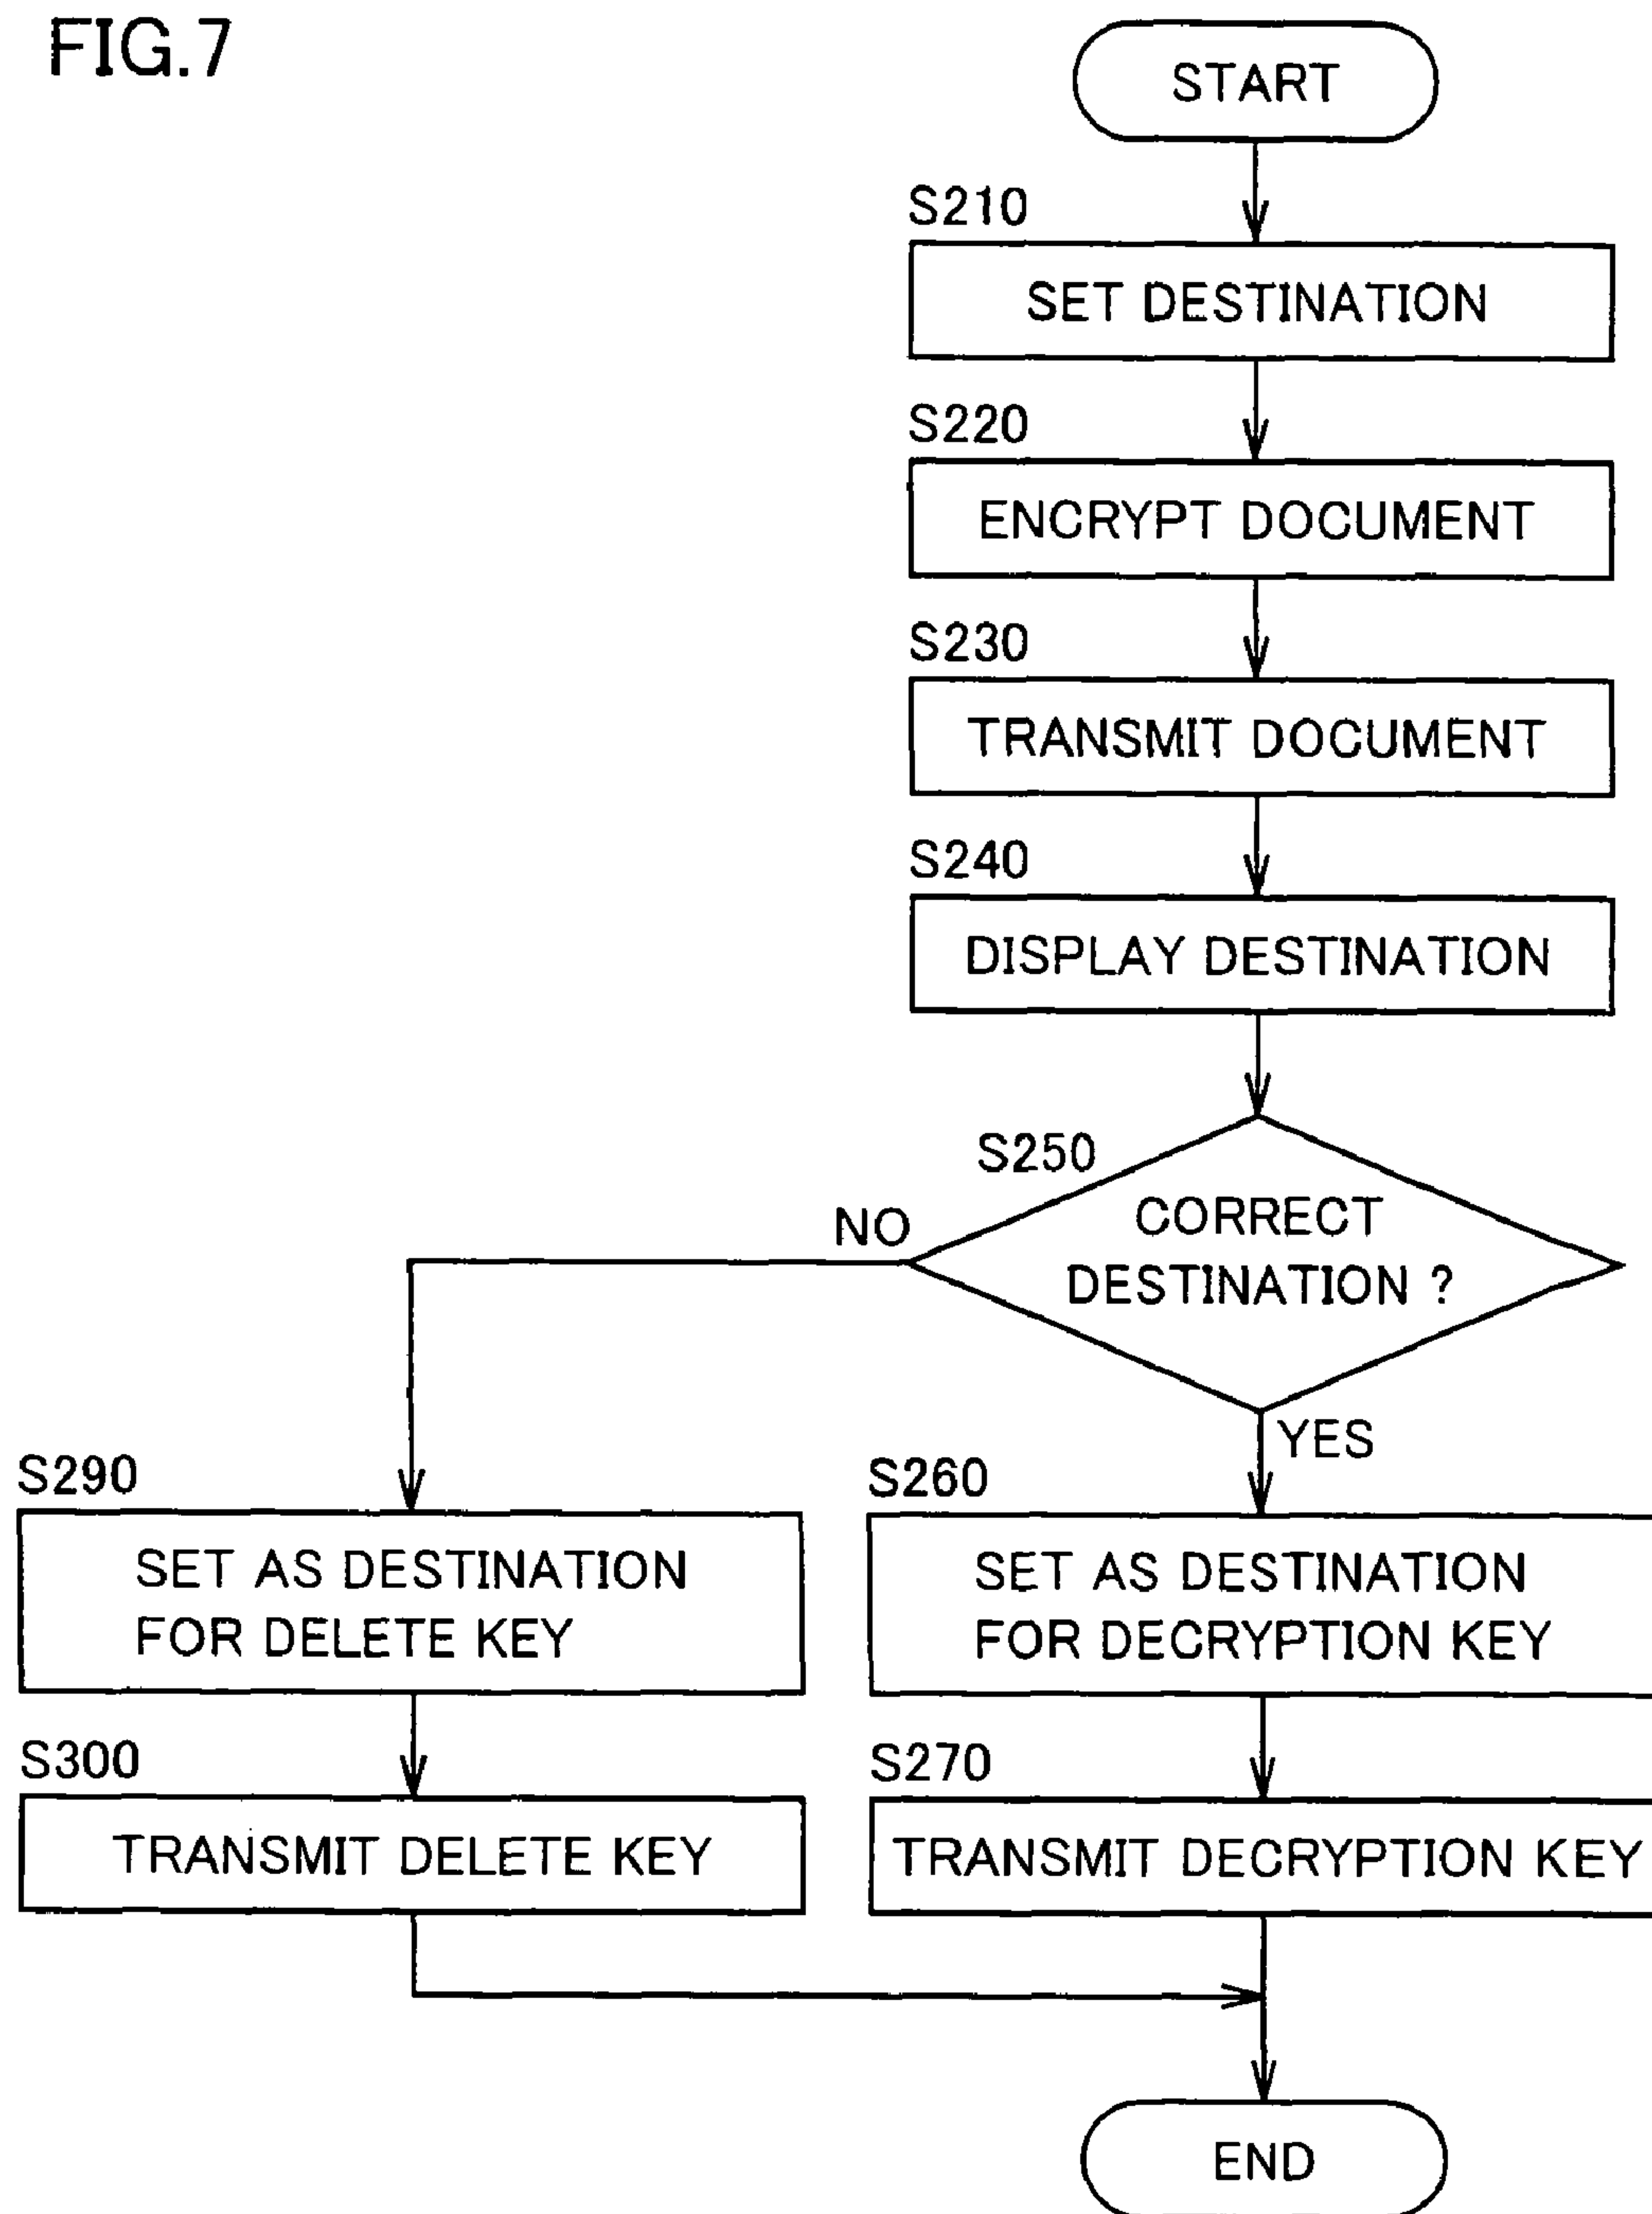 FIG.7
START
S210
SET DESTINATION
S220
ENCRYPT DOCUMENT
S230
TRANSMIT DOCUMENT
S240
DISPLAY DESTINATION
S250
CORRECT
DESTINATION ?
NO
YES
S290
SET AS DESTINATION
FOR DELETE KEY
S260
SET AS DESTINATION
FOR DECRYPTION KEY
S300
TRANSMIT DELETE KEY
S270
TRANSMIT DECRYPTION KEY
END